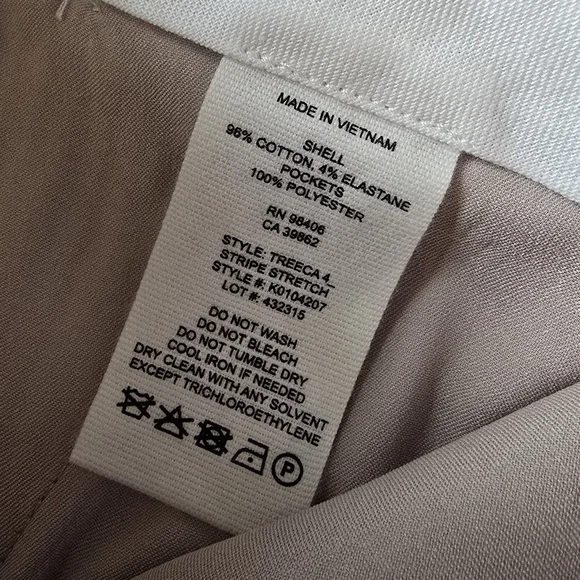 MADE IN VIETNAM
SHELL
96% COTTON, 4% ELASTANE
POCKETS
100% POLYESTER
RN 98406
CA 39862
STYLE: TREECA 4_
STRIPE STRETCH
STYLE #: K0104207
LOT #: 432315
DO NOT WASH
DO NOT BLEACH
DO NOT TUMBLE DRY
COOL IRON IF NEEDED
DRY CLEAN WITH ANY SOLVENT
EXCEPT TRICHLOROETHYLENE
P